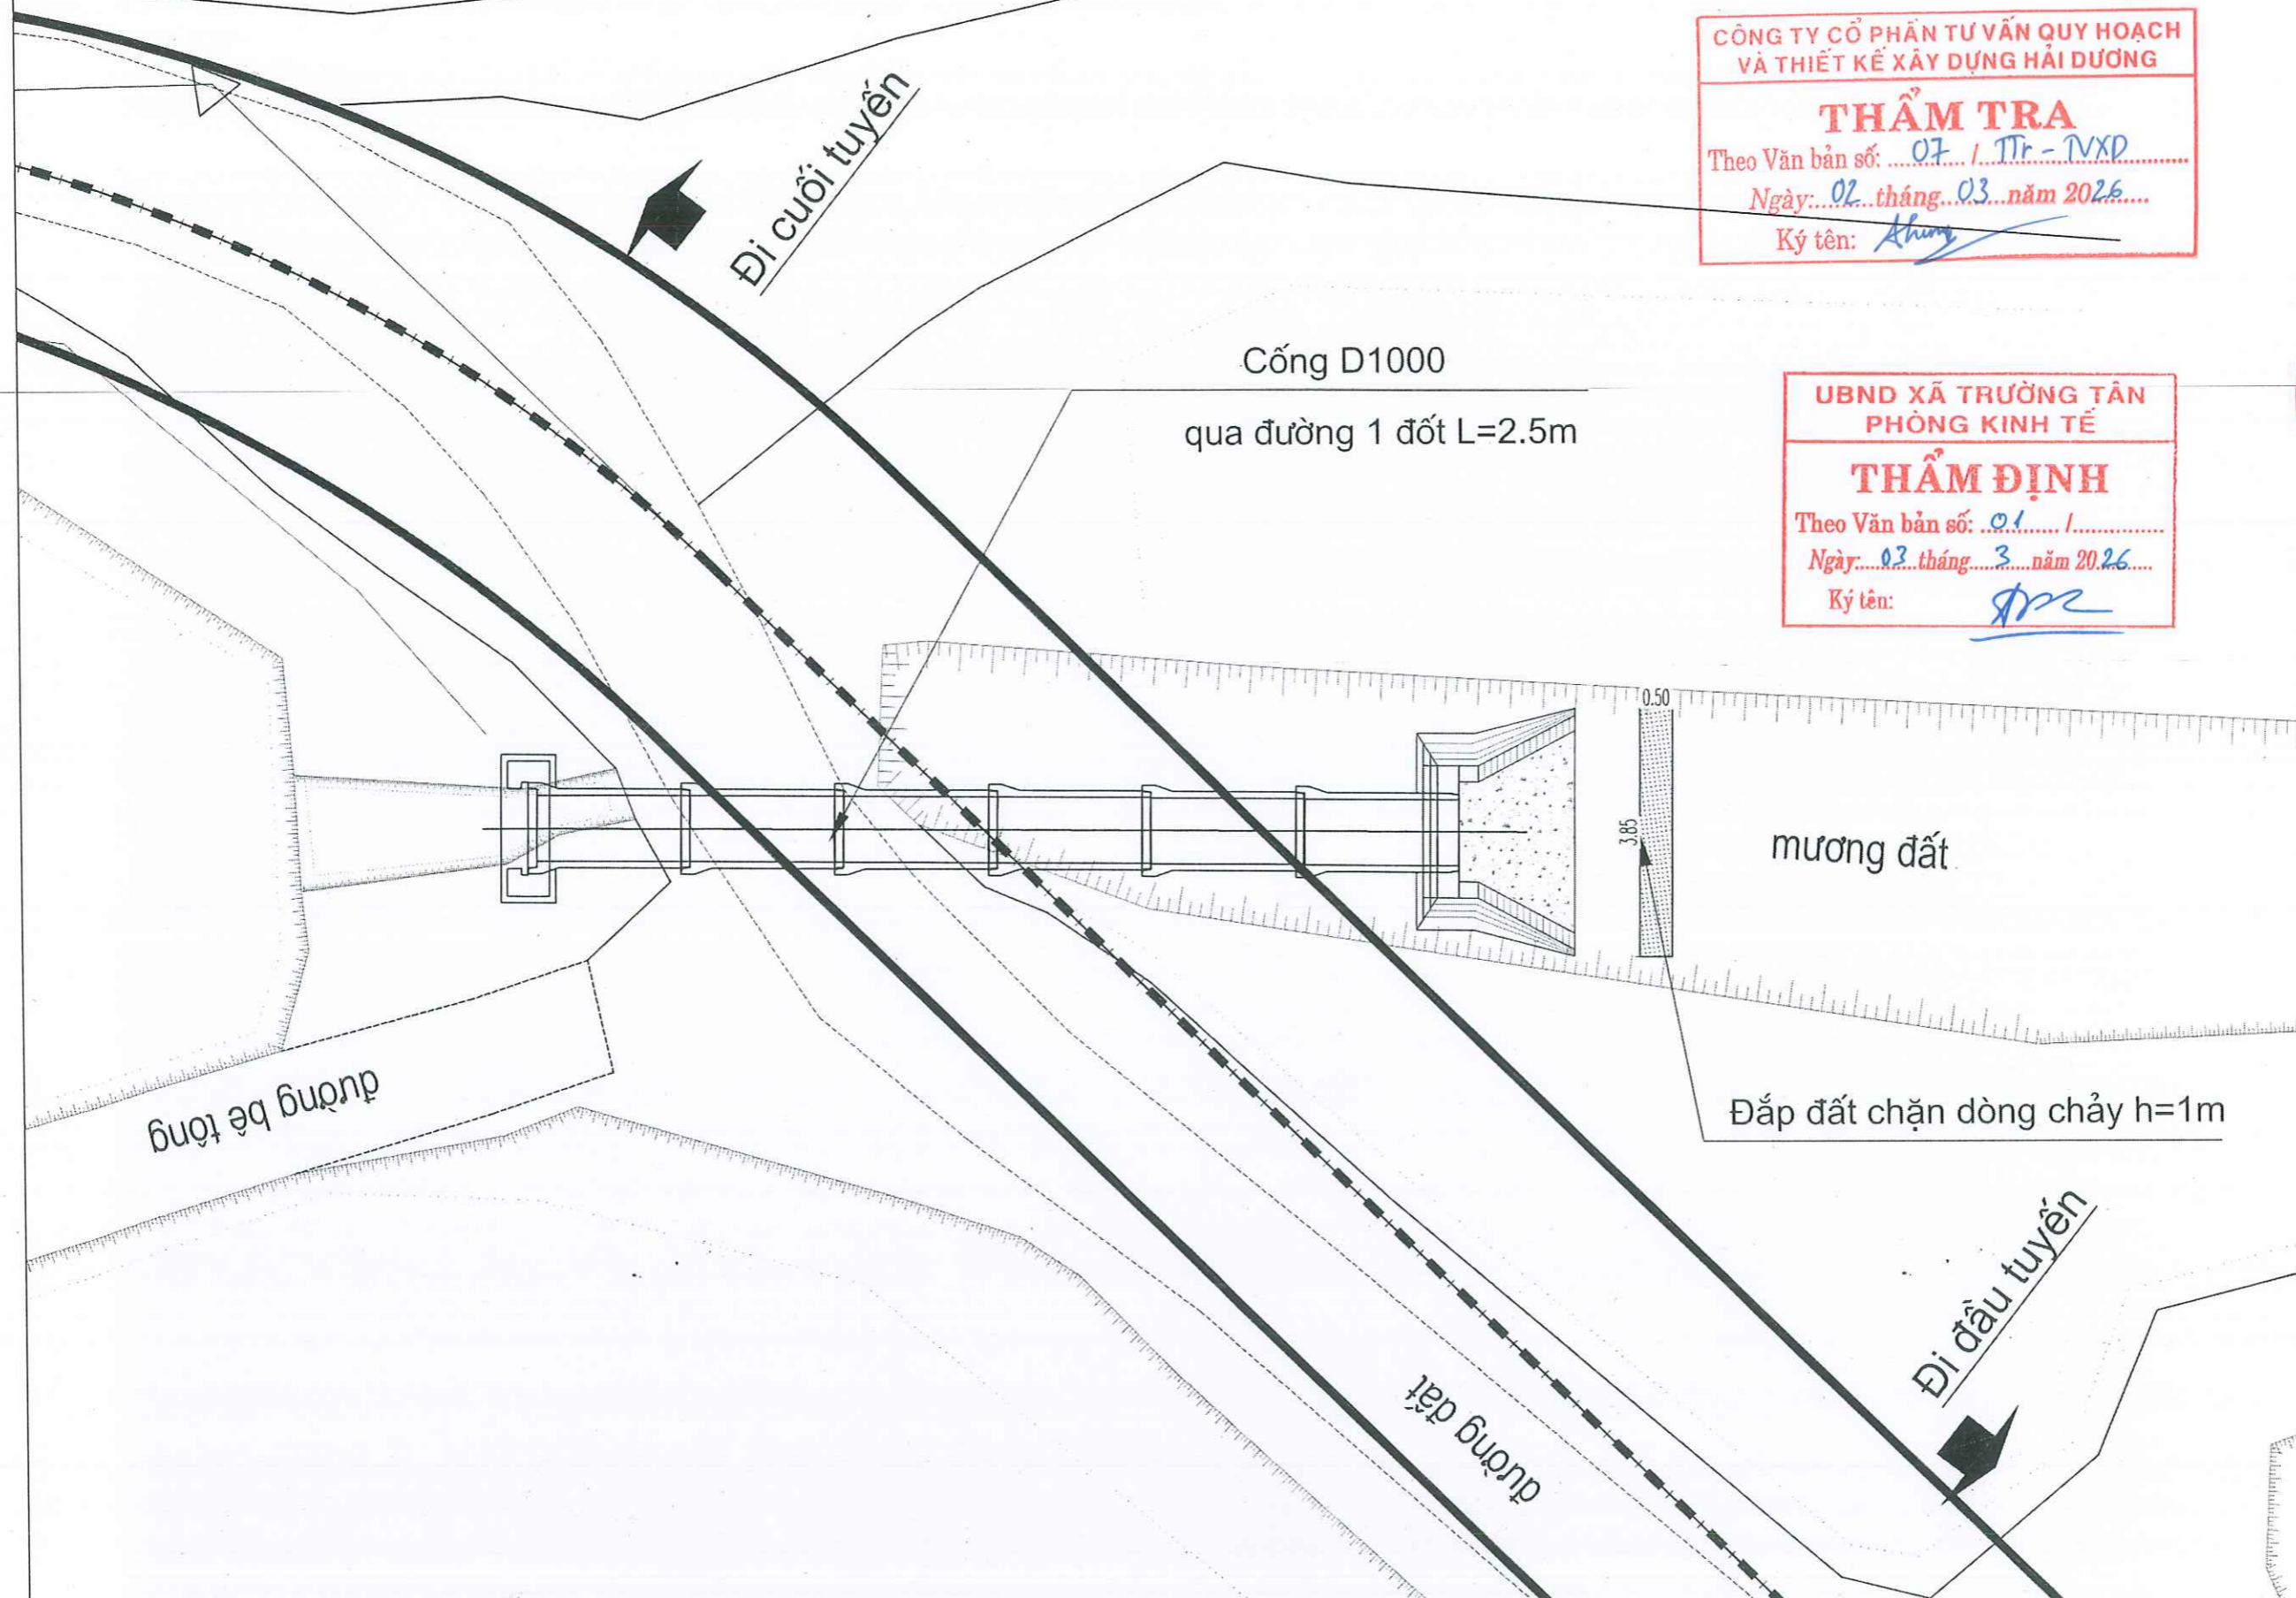 CÔNG TY CỔ PHẦN TƯ VẤN QUY HOẠCH
VÀ THIẾT KẾ XÂY DỰNG HẢI DƯƠNG
THẨM TRA
Theo Văn bản số: 07 / TTr - TVXD
Ngày: 02 tháng 03 năm 2026
Ký tên:
Đi cuối tuyến
Cống D1000
qua đường 1 đốt L=2.5m
UBND XÃ TRƯỜNG TÂN
PHÒNG KINH TẾ
THẨM ĐỊNH
Theo Văn bản số: 01 /
Ngày: 03 tháng 3 năm 2026
Ký tên:
0.50
3.85
mương đất
Đắp đất chặn dòng chảy h=1m
đường bê tông
Đi đầu tuyến
đường đất